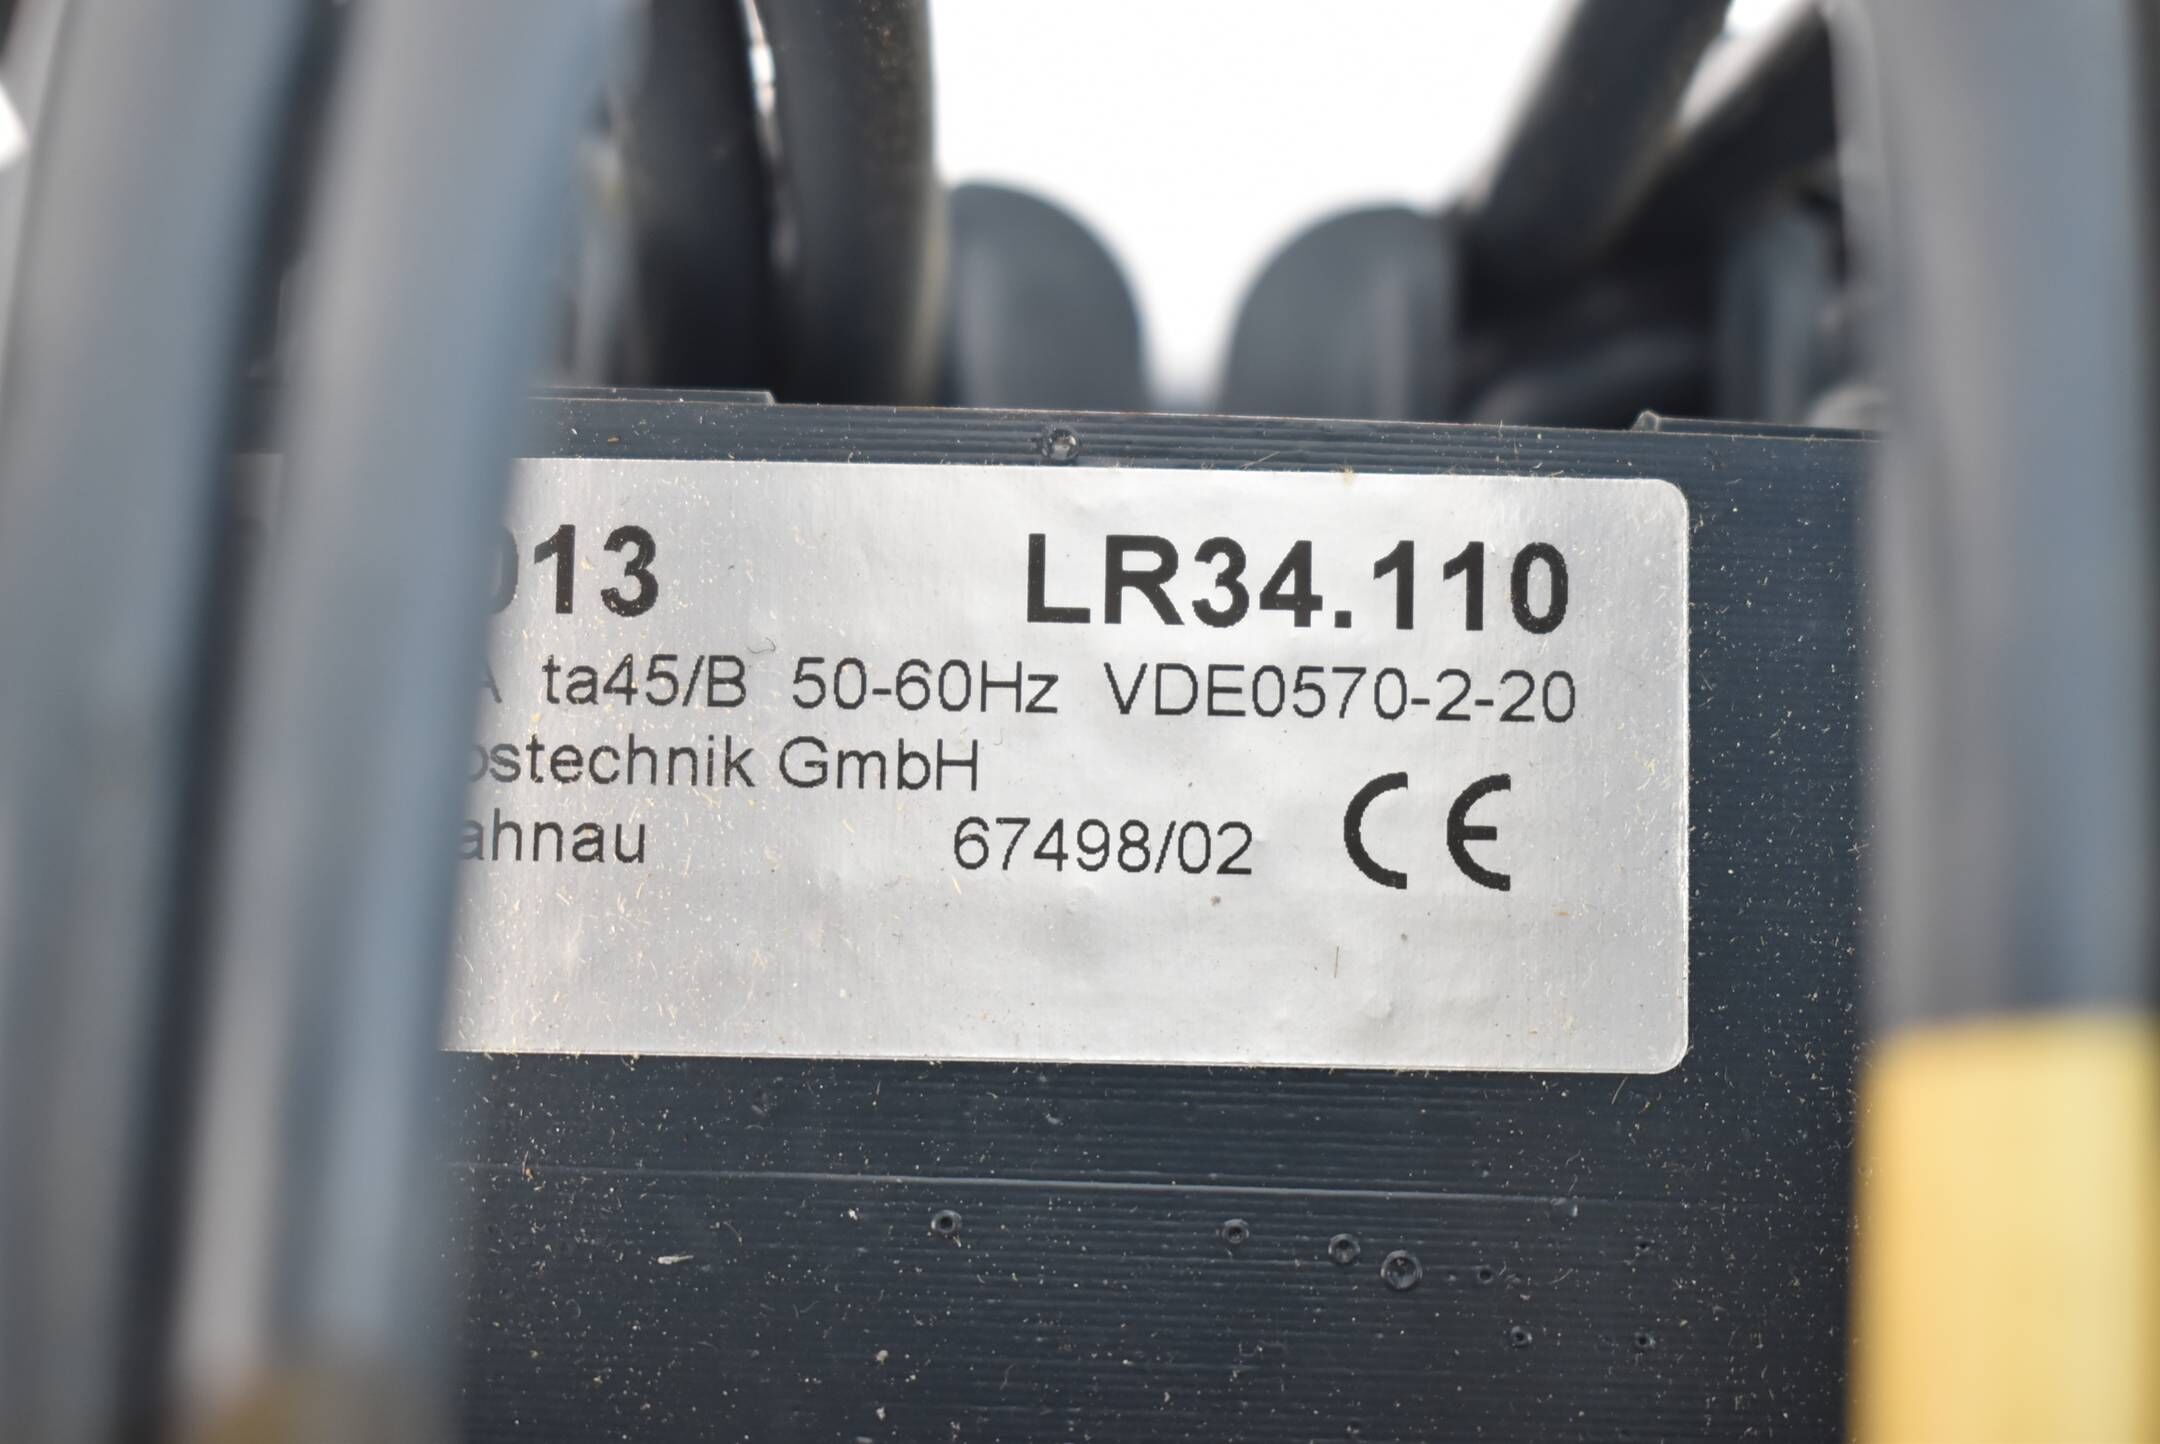 013 LR34.110
A ta45/B 50-60Hz VDE0570-2-20
ostechnik GmbH
ahnau 67498/02 CE